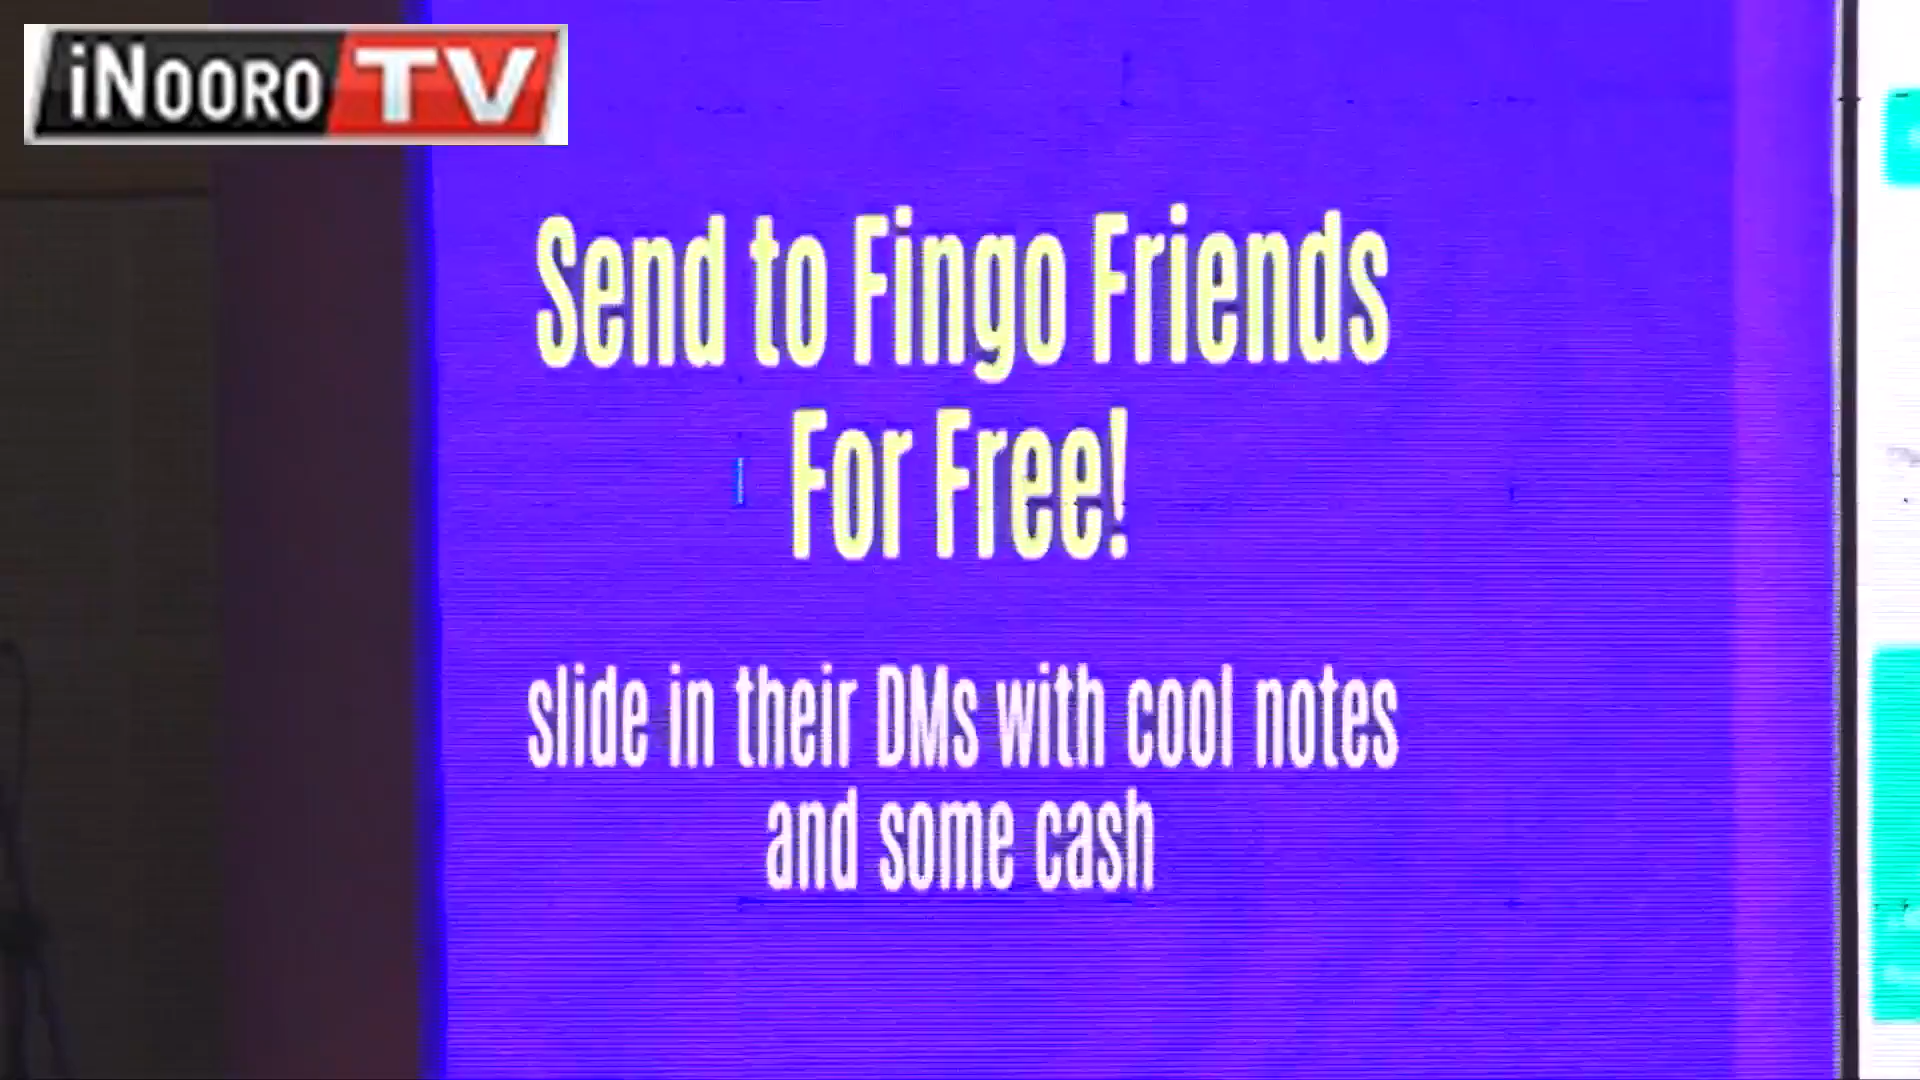 iNOORO TV
Send to Fingo Friends
For Free!
slide in their DMs with cool notes
and some cash